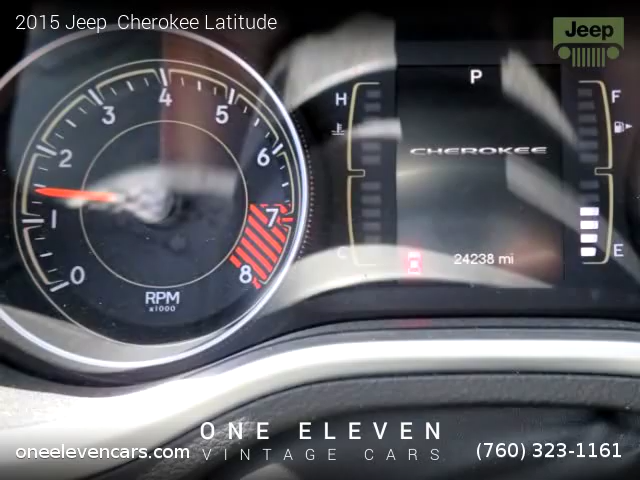 2015 Jeep Cherokee Latitude
Jeep
P
H
F
CHEROKEE
C
E
24238 mi
0 1 2 3 4 5 6 7 8
RPM
x1000
ONE ELEVEN
VINTAGE CARS
oneelevencars.com
(760) 323-1161